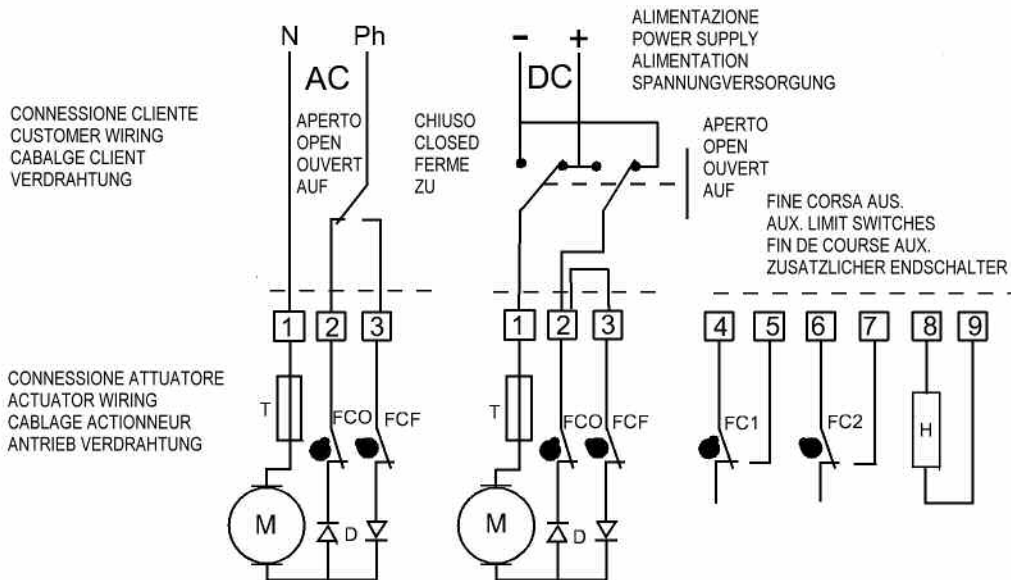 N Ph
AC
- +
DC
ALIMENTAZIONE
POWER SUPPLY
ALIMENTATION
SPANNUNGVERSORGUNG
CONNESSIONE CLIENTE
CUSTOMER WIRING
CABALGE CLIENT
VERDRAHTUNG
APERTO
OPEN
OUVERT
AUF
CHIUSO
CLOSED
FERME
ZU
APERTO
OPEN
OUVERT
AUF
FINE CORSA AUS.
AUX. LIMIT SWITCHES
FIN DE COURSE AUX.
ZUSATZLICHER ENDSCHALTER
1 2 3
1 2 3
4 5 6 7 8 9
CONNESSIONE ATTUATORE
ACTUATOR WIRING
CABLAGE ACTIONNEUR
ANTRIEB VERDRAHTUNG
T
FCO FCF
M
D
T
FCO FCF
M
D
FC1
FC2
H